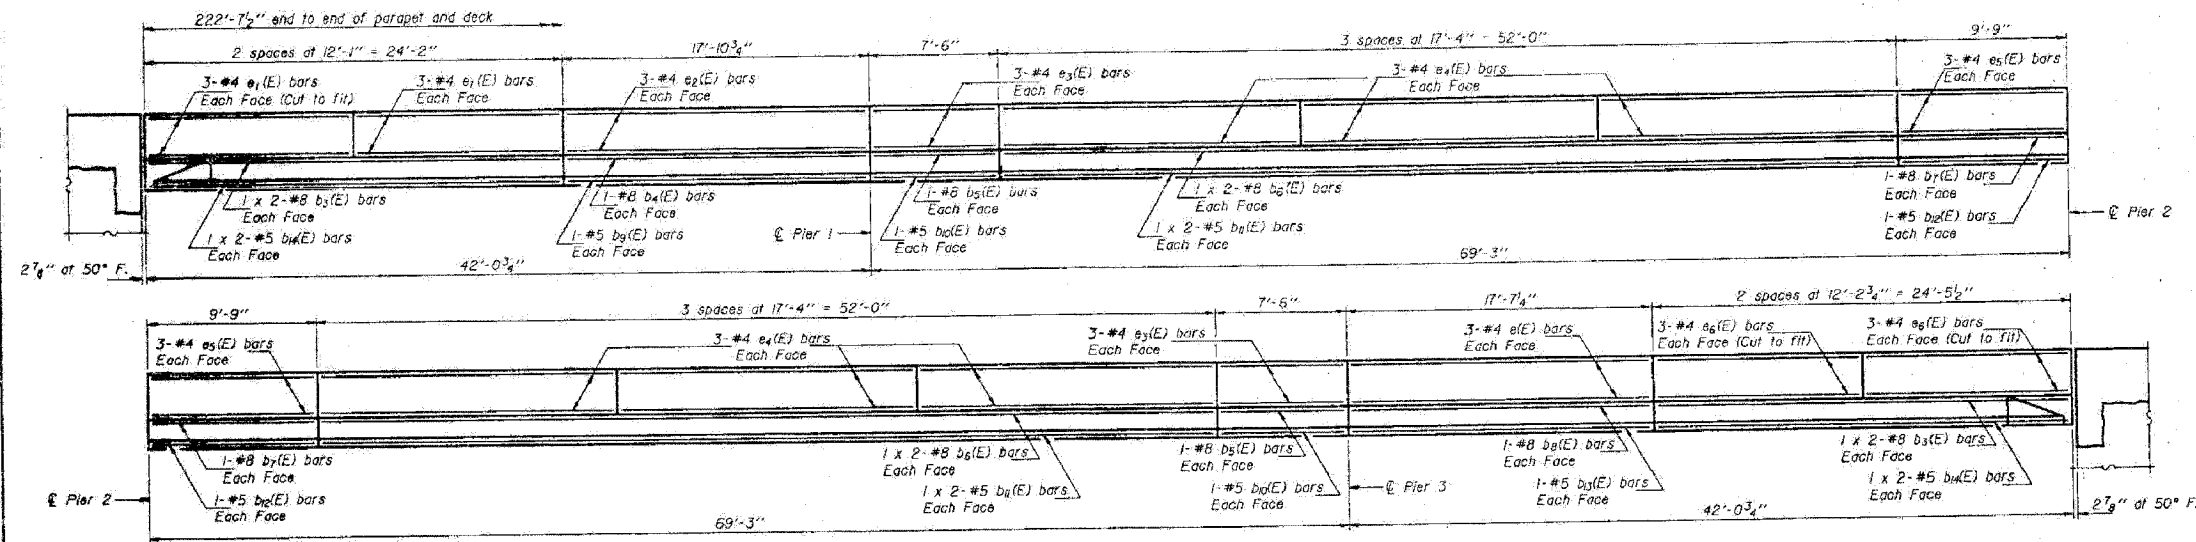 222'-7½" end to end of parapet and deck
2 spaces at 12'-1" = 24'-2"
17'-10¾"
7'-6"
3 spaces at 17'-4" = 52'-0"
9'-9"
3-#4 e₁(E) bars
Each Face (Cut to fit)
3-#4 e₁(E) bars
Each Face
3-#4 e₂(E) bars
Each Face
3-#4 e₃(E) bars
Each Face
3-#4 e₄(E) bars
Each Face
3-#4 e₅(E) bars
Each Face
1 x 2-#8 b₃(E) bars
Each Face
1 x 2-#5 b₁₄(E) bars
Each Face
1-#8 b₄(E) bars
Each Face
1-#5 b₉(E) bars
Each Face
℄ Pier 1
1-#8 b₅(E) bars
Each Face
1-#5 b₁₀(E) bars
Each Face
1 x 2-#8 b₆(E) bars
Each Face
1 x 2-#5 b₁₁(E) bars
Each Face
1-#8 b₇(E) bars
Each Face
1-#5 b₁₂(E) bars
Each Face
℄ Pier 2
2⅞" at 50° F.
42'-0¾"
69'-3"
9'-9"
3 spaces at 17'-4" = 52'-0"
7'-6"
17'-7¼"
2 spaces at 12'-2¾" = 24'-5½"
3-#4 e₅(E) bars
Each Face
3-#4 e₄(E) bars
Each Face
3-#4 e₃(E) bars
Each Face
3-#4 e(E) bars
Each Face
3-#4 e₆(E) bars
Each Face (Cut to fit)
3-#4 e₆(E) bars
Each Face (Cut to fit)
1-#8 b₇(E) bars
Each Face
1-#5 b₁₂(E) bars
Each Face
℄ Pier 2
1 x 2-#8 b₆(E) bars
Each Face
1 x 2-#5 b₁₁(E) bars
Each Face
1-#8 b₅(E) bars
Each Face
1-#5 b₁₀(E) bars
Each Face
℄ Pier 3
1-#8 b₈(E) bars
Each Face
1-#5 b₁₃(E) bars
Each Face
1 x 2-#8 b₃(E) bars
Each Face
1 x 2-#5 b₁₄(E) bars
Each Face
69'-3"
42'-0¾"
2⅞" at 50° F.